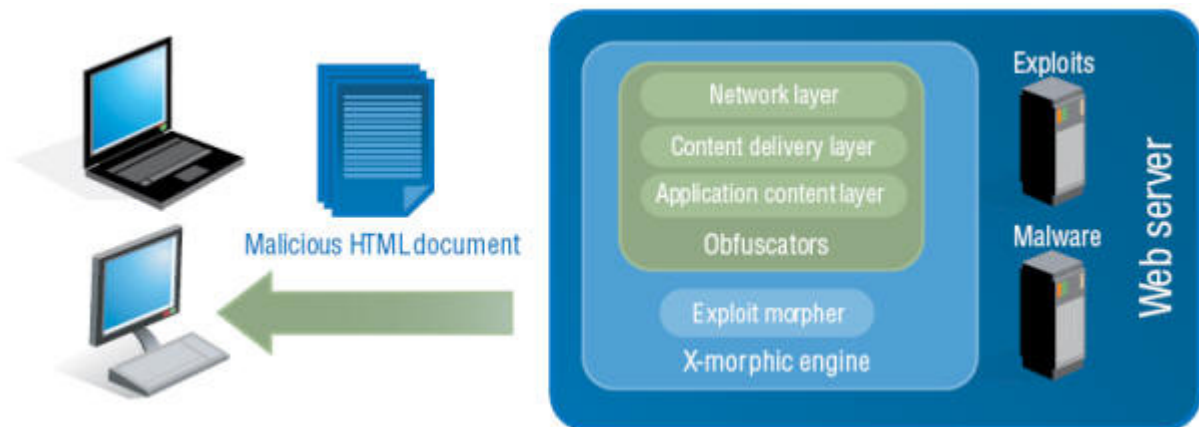 Malicious HTML document
Network layer
Content delivery layer
Application content layer
Obfuscators
Exploit morpher
X-morphic engine
Exploits
Malware
Web server